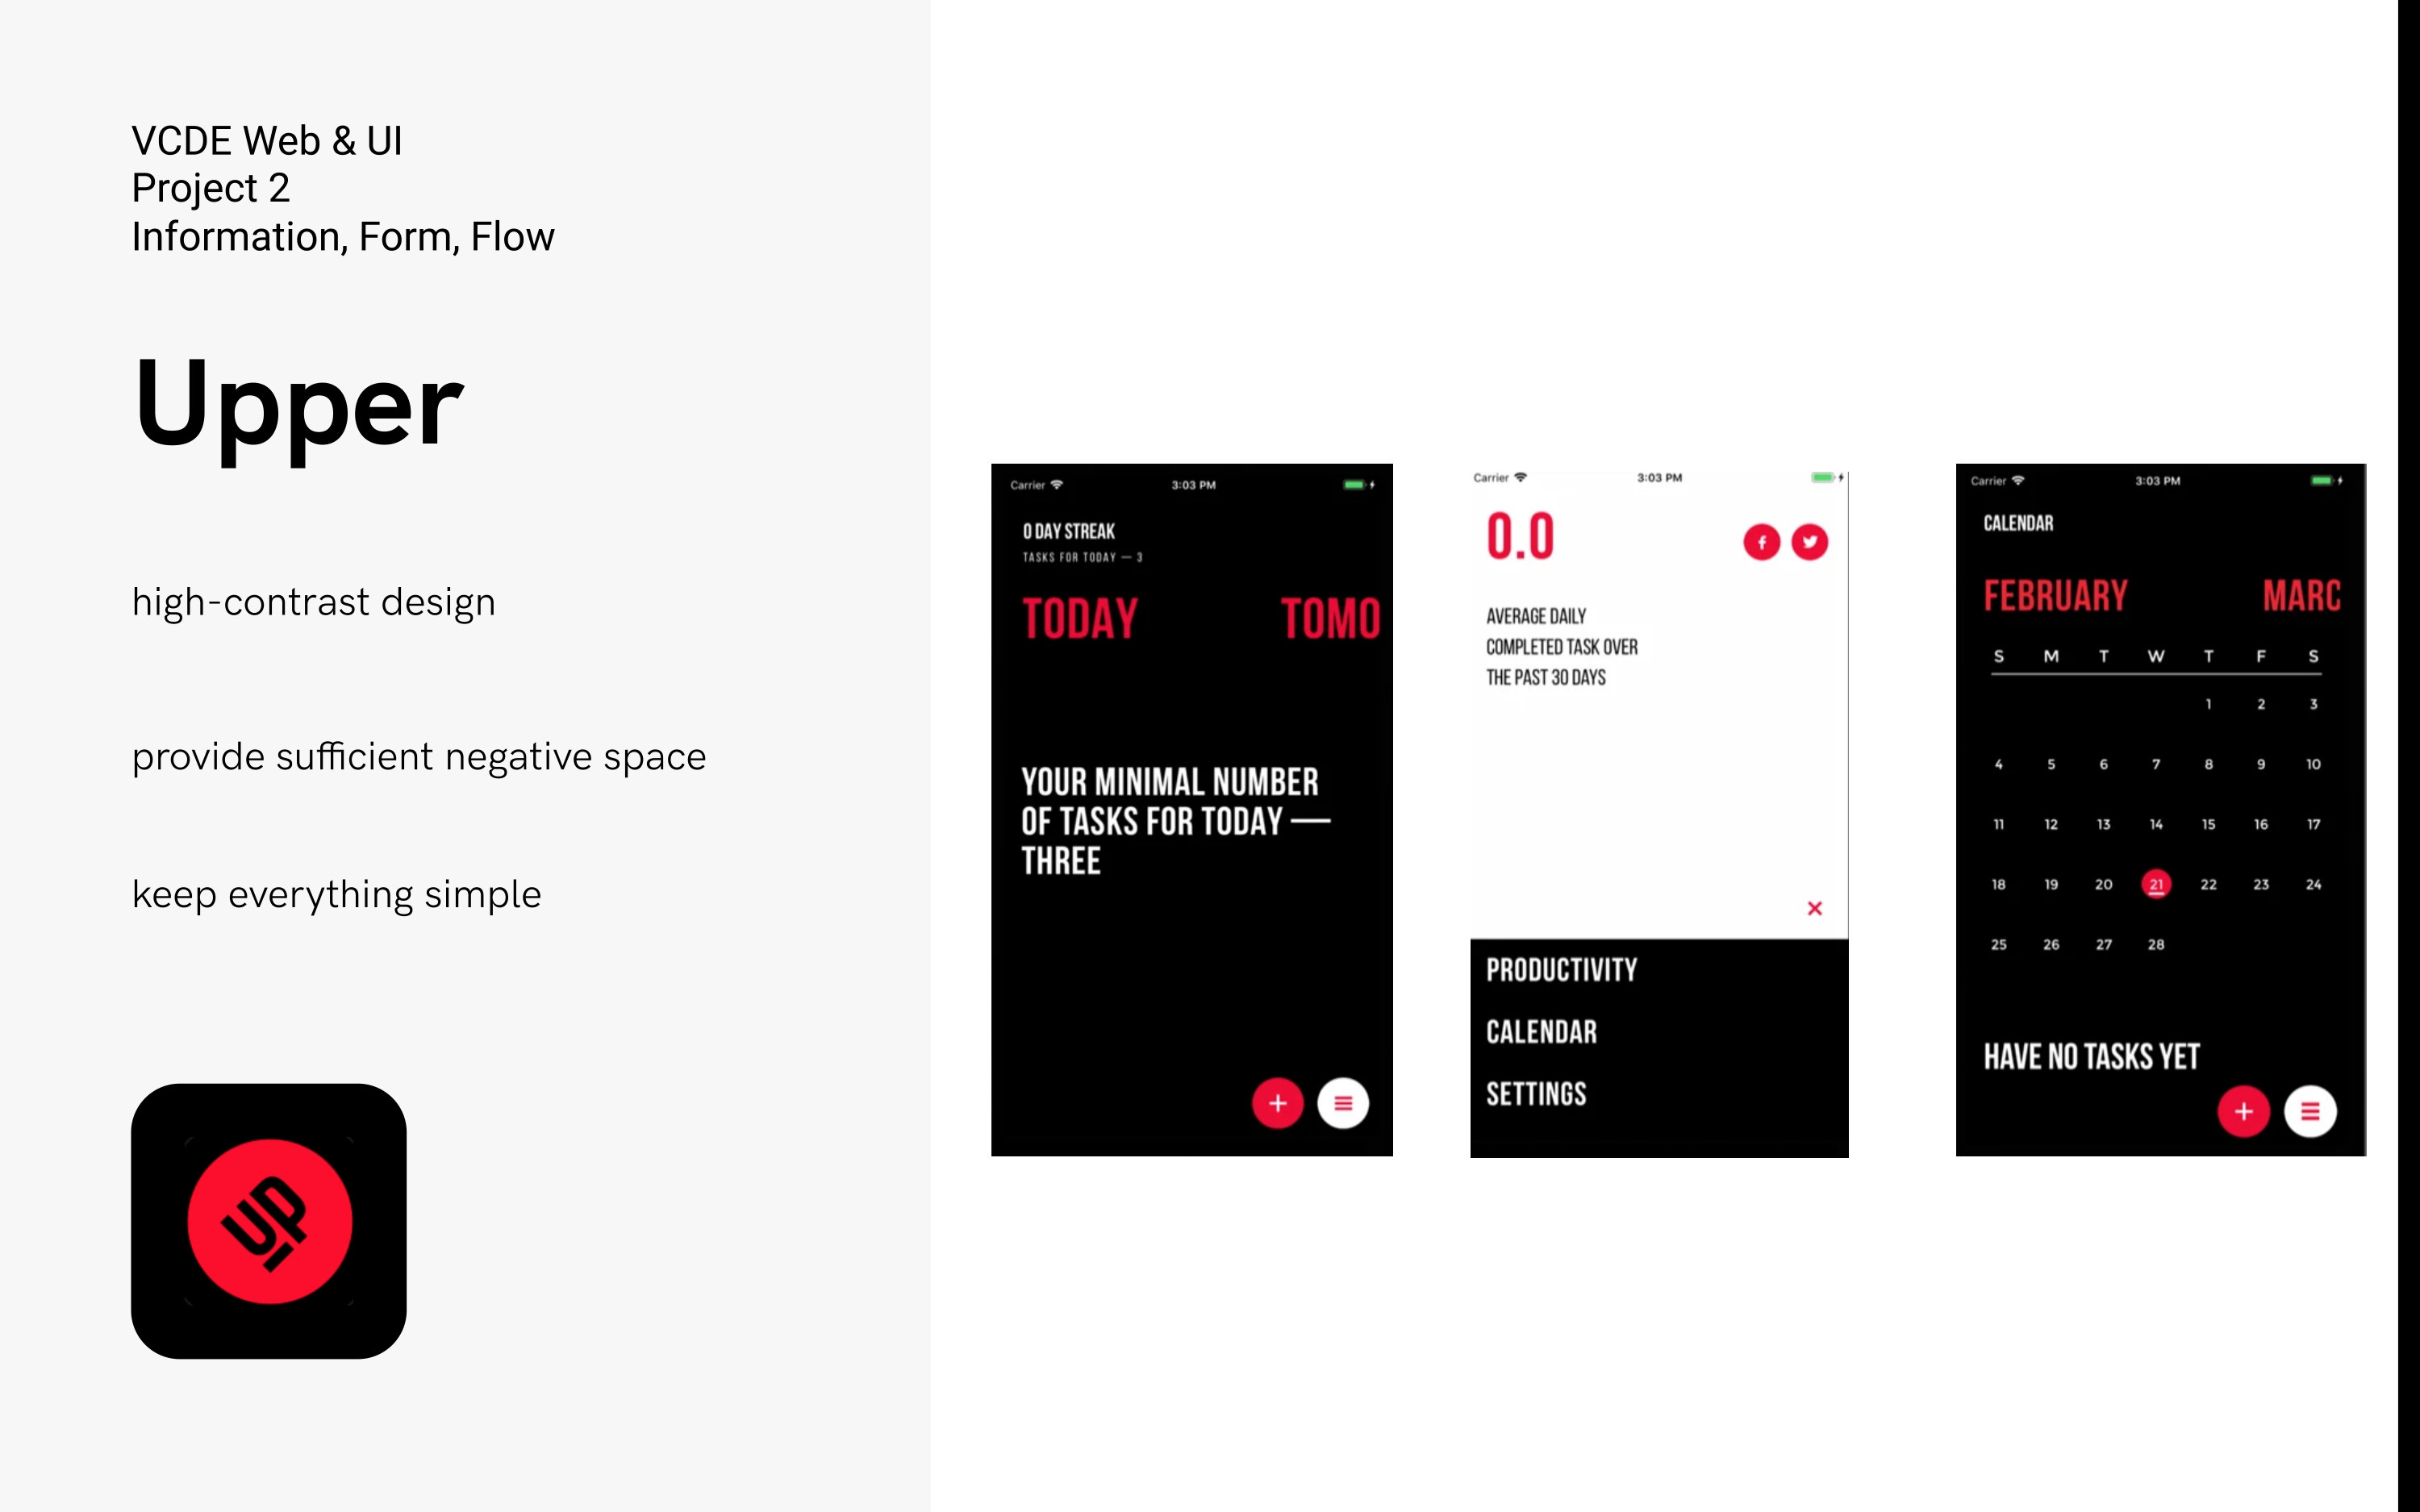 VCDE Web & UI
Project 2
Information, Form, Flow
Upper
high-contrast design
provide sufficient negative space
keep everything simple
UP
Carrier 3:03 PM
0 DAY STREAK
TASKS FOR TODAY — 3
TODAY TOMO
YOUR MINIMAL NUMBER
OF TASKS FOR TODAY —
THREE
Carrier 3:03 PM
0.0
AVERAGE DAILY
COMPLETED TASK OVER
THE PAST 30 DAYS
PRODUCTIVITY
CALENDAR
SETTINGS
Carrier 3:03 PM
CALENDAR
FEBRUARY MARC
S M T W T F S
1 2 3
4 5 6 7 8 9 10
11 12 13 14 15 16 17
18 19 20 21 22 23 24
25 26 27 28
HAVE NO TASKS YET